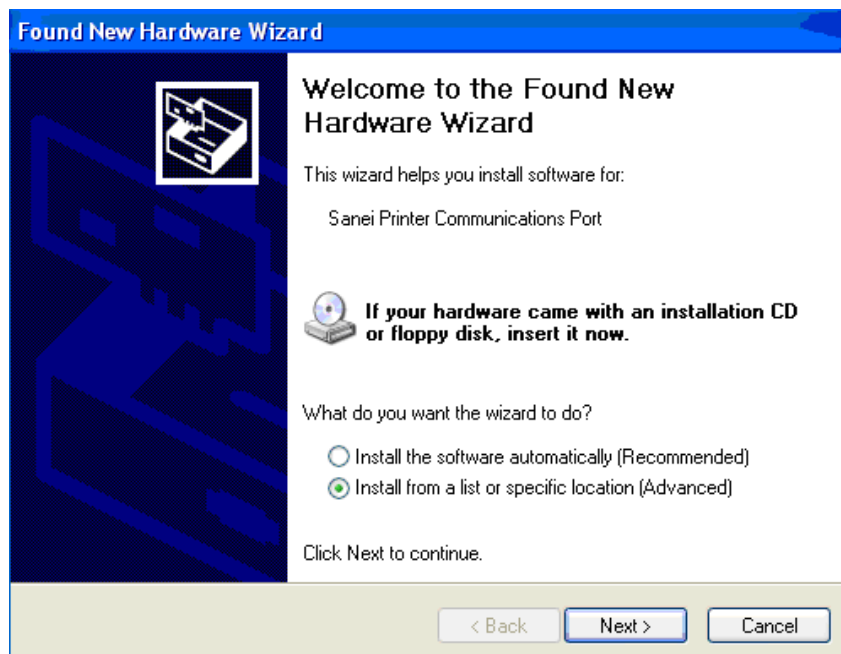 Found New Hardware Wizard
Welcome to the Found New
Hardware Wizard
This wizard helps you install software for:
Sanei Printer Communications Port
If your hardware came with an installation CD
or floppy disk, insert it now.
What do you want the wizard to do?
Install the software automatically (Recommended)
Install from a list or specific location (Advanced)
Click Next to continue.
< Back Next > Cancel